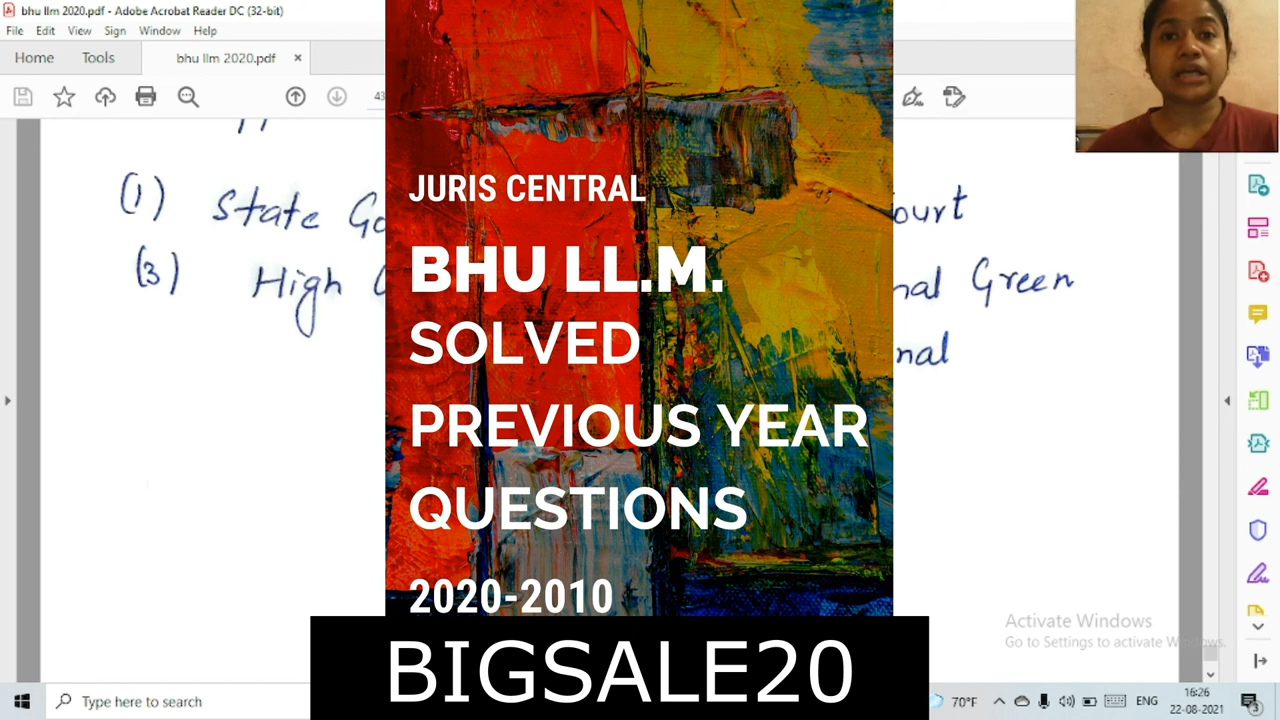 bhu llm 2020.pdf - Adobe Acrobat Reader DC (32-bit)
File Edit View Sign Window Help
Home Tools bhu llm 2020.pdf ×
43
(1) State Go
ourt
(3) High C
nal Green
nal
JURIS CENTRAL
BHU LL.M.
SOLVED
PREVIOUS YEAR
QUESTIONS
2020-2010
BIGSALE20
Activate Windows
Go to Settings to activate Windows.
Type here to search
70°F
ENG
16:26
22-08-2021
3